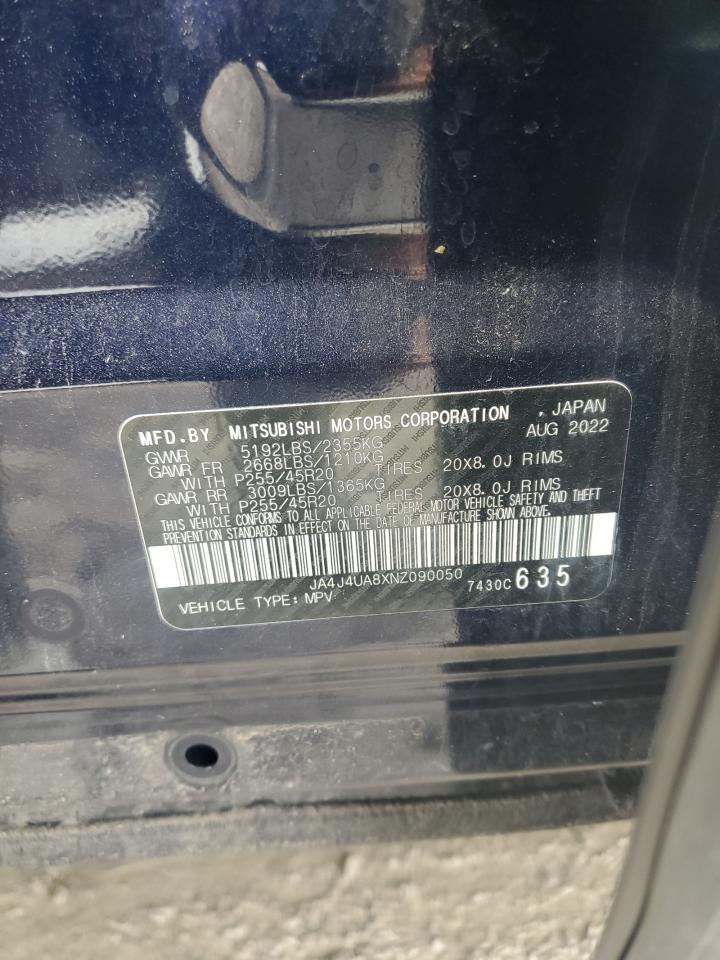 MFD.BY MITSUBISHI MOTORS CORPORATION , JAPAN
GVWR 5192LBS/2355KG AUG 2022
GAWR FR 2668LBS/1210KG
WITH P255/45R20 TIRES 20X8.0J RIMS
GAWR RR 3009LBS/1365KG
WITH P255/45R20 TIRES 20X8.0J RIMS
THIS VEHICLE CONFORMS TO ALL APPLICABLE FEDERAL MOTOR VEHICLE SAFETY AND THEFT
PREVENTION STANDARDS IN EFFECT ON THE DATE OF MANUFACTURE SHOWN ABOVE.
JA4J4UA8XNZ090050
VEHICLE TYPE: MPV 7430C 635